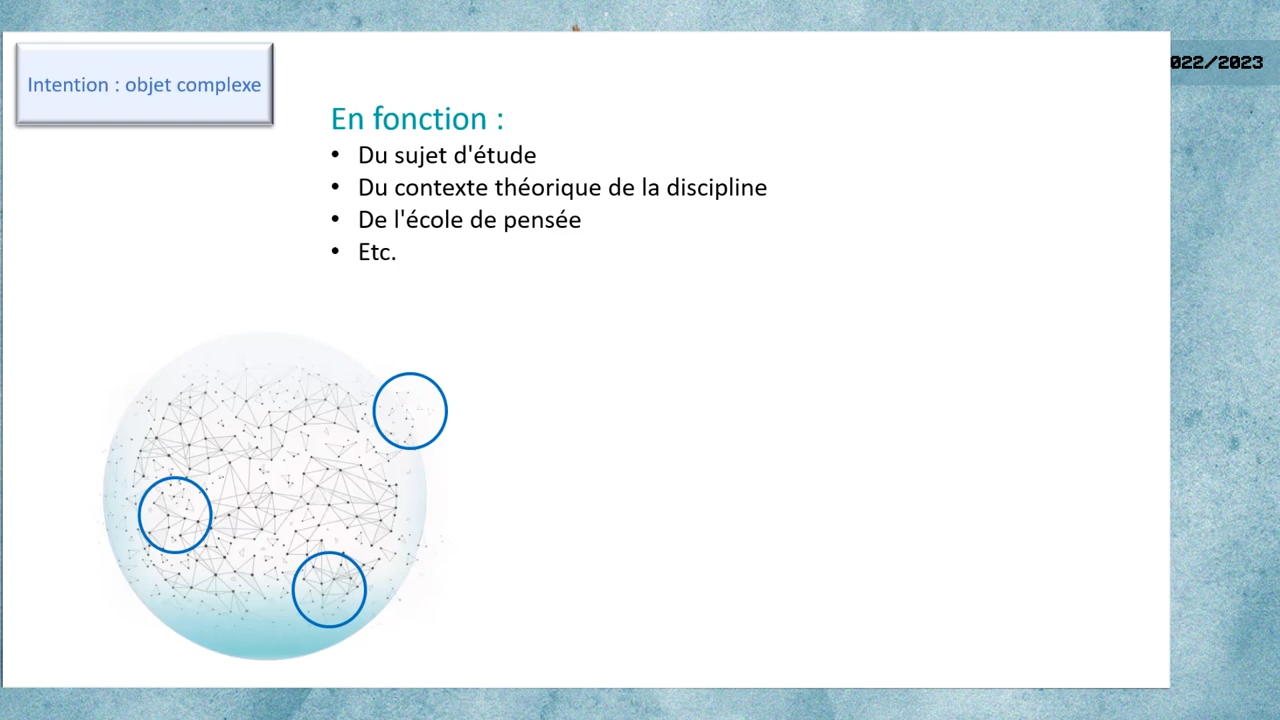 Intention : objet complexe
022/2023
En fonction :
• Du sujet d'étude
• Du contexte théorique de la discipline
• De l'école de pensée
• Etc.